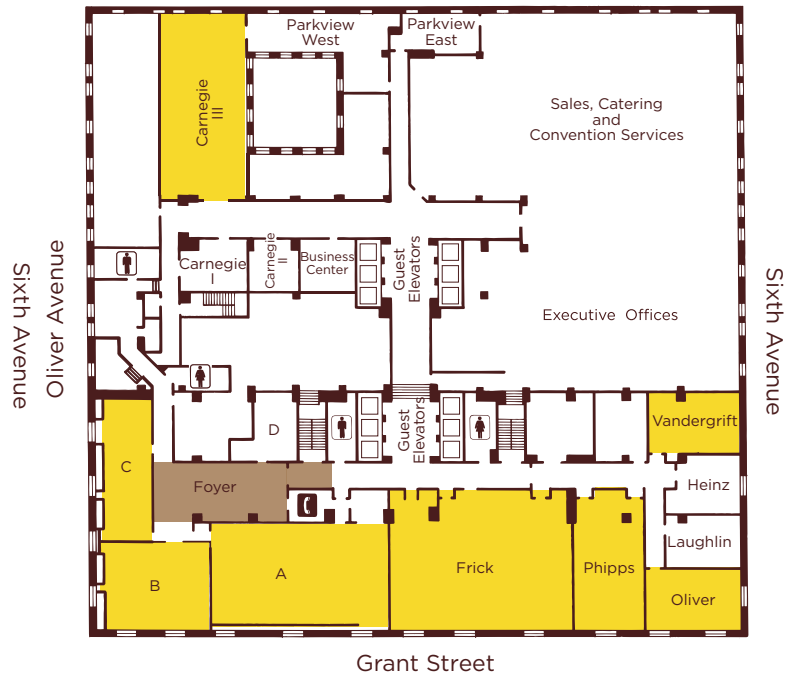 Parkview
West
Parkview
East
Carnegie
III
Sales, Catering
and
Convention Services
Sixth Avenue
Oliver Avenue
Carnegie
I
Carnegie
II
Business
Center
Guest
Elevators
Executive Offices
Sixth Avenue
D
Guest
Elevators
Vandergrift
C
Foyer
Heinz
Laughlin
B
A
Frick
Phipps
Oliver
Grant Street